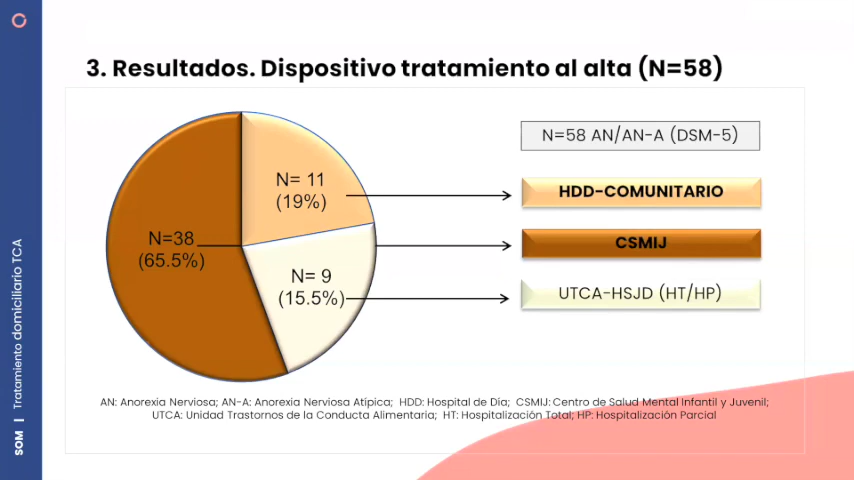 3. Resultados. Dispositivo tratamiento al alta (N=58)
N=58 AN/AN-A (DSM-5)
N= 11
(19%)
HDD-COMUNITARIO
N=38
(65.5%)
CSMIJ
N= 9
(15.5%)
UTCA-HSJD (HT/HP)
AN: Anorexia Nerviosa; AN-A: Anorexia Nerviosa Atípica; HDD: Hospital de Día; CSMIJ: Centro de Salud Mental Infantil y Juvenil;
UTCA: Unidad Trastornos de la Conducta Alimentaria; HT: Hospitalización Total; HP: Hospitalización Parcial
SOM | Tratamiento domiciliario TCA